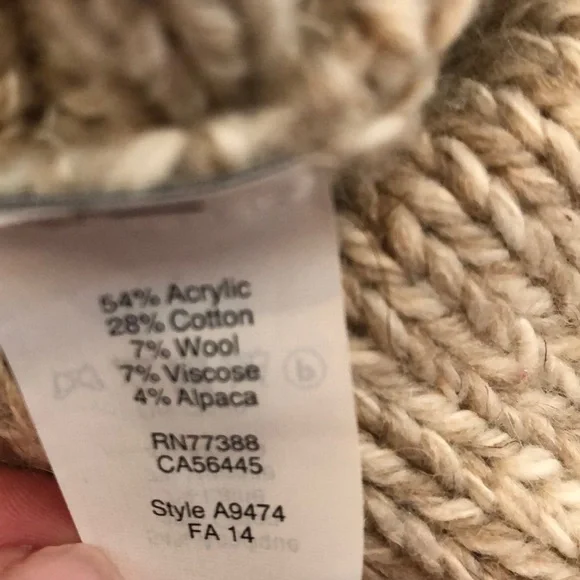 54% Acrylic
28% Cotton
7% Wool
7% Viscose
4% Alpaca
RN77388
CA56445
Style A9474
FA 14